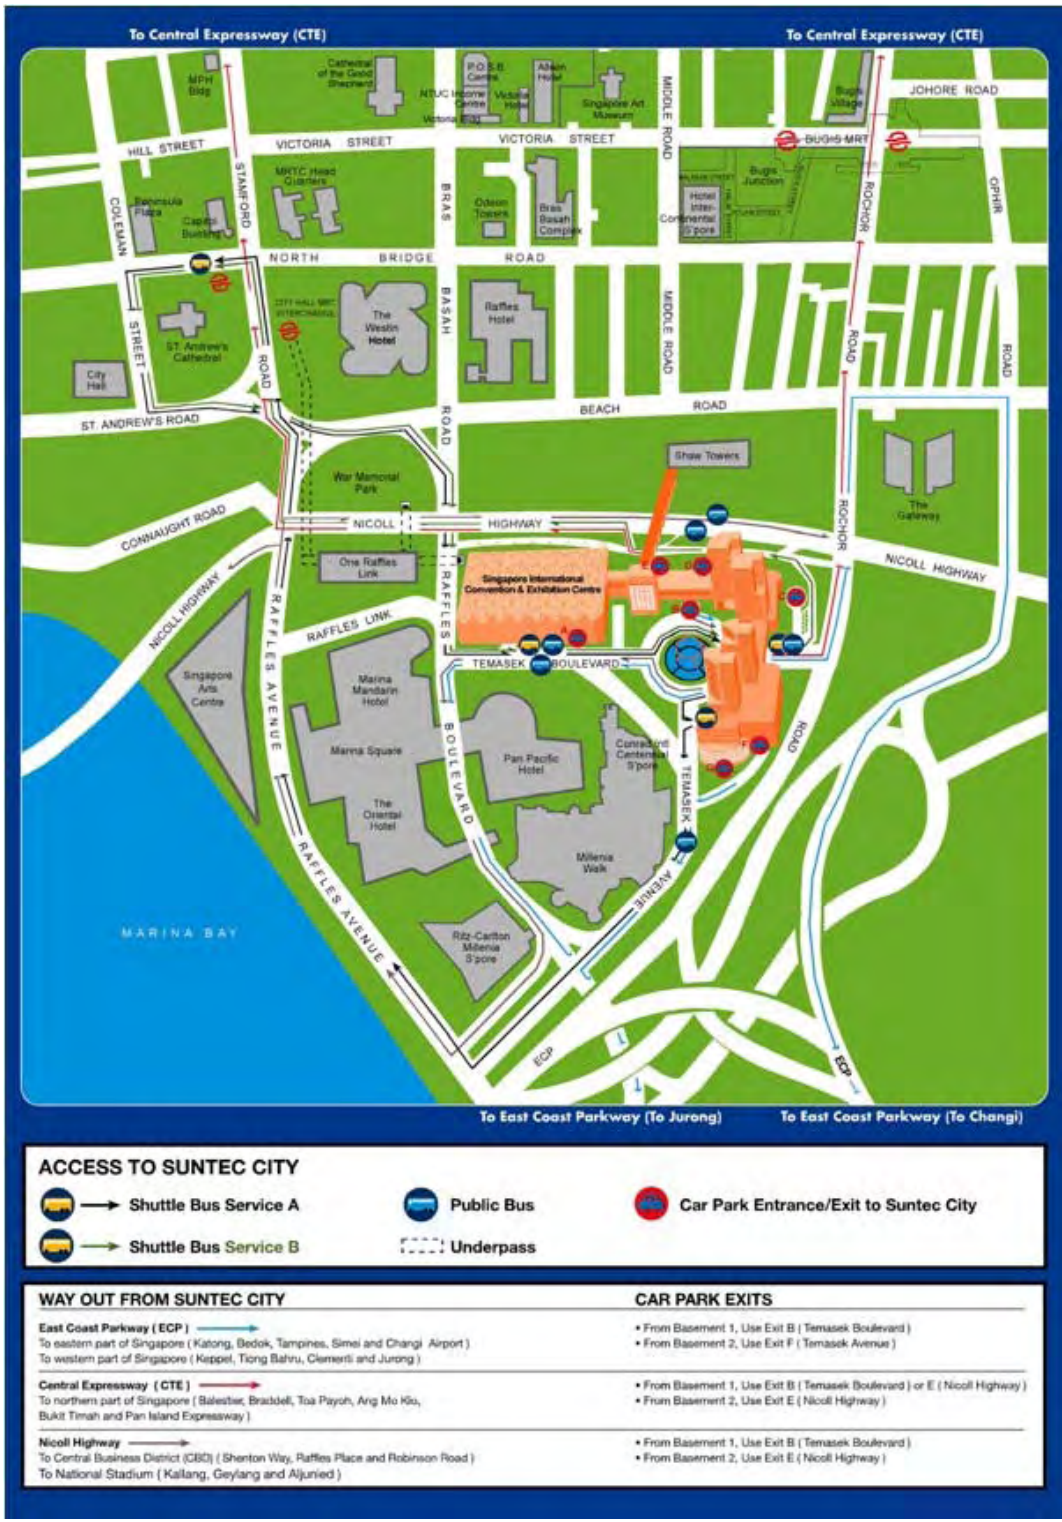 To Central Expressway (CTE)
To Central Expressway (CTE)
MPH
Bldg
Cathedral
of the Good
Shepherd
P.O.S.B.
Centre
NTUC Income
Centre
Victoria Bldg
Victoria
Hotel
Allson
Hotel
Singapore Art
Museum
MIDDLE ROAD
Bugis
Village
JOHORE ROAD
HILL STREET
VICTORIA STREET
VICTORIA STREET
BUGIS MRT
COLEMAN
STREET
STAMFORD
ROAD
BRAS
BASAH
ROAD
Peninsula
Plaza
Capitol
Building
MRTC Head
Quarters
Odeon
Towers
Bras
Basah
Complex
Hotel
Inter-
Continental
S'pore
Bugis
Junction
ROCHOR
ROAD
OPHIR
ROAD
NORTH BRIDGE ROAD
CITY HALL MRT
INTERCHANGE
The
Westin
Hotel
Raffles
Hotel
MIDDLE ROAD
ST. Andrew's
Cathedral
City
Hall
ST. ANDREW'S ROAD
BEACH ROAD
Shaw Towers
The
Gateway
War Memorial
Park
CONNAUGHT ROAD
NICOLL HIGHWAY
ROCHOR
ROAD
NICOLL HIGHWAY
NICOLL HIGHWAY
One Raffles
Link
Singapore International
Convention & Exhibition Centre
E
D
C
B
A
F
G
RAFFLES LINK
RAFFLES
BOULEVARD
RAFFLES AVENUE
TEMASEK BOULEVARD
Singapore
Arts
Centre
Marina
Mandarin
Hotel
Marina Square
The
Oriental
Hotel
Pan Pacific
Hotel
Conrad Int'l
Centennial
S'pore
TEMASEK
AVENUE
Millenia
Walk
RAFFLES AVENUE
Ritz-Carlton
Millenia
S'pore
MARINA BAY
ECP
ECP
To East Coast Parkway (To Jurong)
To East Coast Parkway (To Changi)
ACCESS TO SUNTEC CITY
Shuttle Bus Service A
Public Bus
Car Park Entrance/Exit to Suntec City
Shuttle Bus Service B
Underpass
WAY OUT FROM SUNTEC CITY
CAR PARK EXITS
East Coast Parkway ( ECP )
To eastern part of Singapore ( Katong, Bedok, Tampines, Simei and Changi Airport )
To western part of Singapore ( Keppel, Tiong Bahru, Clementi and Jurong )
• From Basement 1, Use Exit B ( Temasek Boulevard )
• From Basement 2, Use Exit F ( Temasek Avenue )
Central Expressway ( CTE )
To northern part of Singapore ( Balestier, Braddell, Toa Payoh, Ang Mo Kio,
Bukit Timah and Pan Island Expressway )
• From Basement 1, Use Exit B ( Temasek Boulevard ) or E ( Nicoll Highway )
• From Basement 2, Use Exit E ( Nicoll Highway )
Nicoll Highway
To Central Business District (CBD) ( Shenton Way, Raffles Place and Robinson Road )
To National Stadium ( Kallang, Geylang and Aljunied )
• From Basement 1, Use Exit B ( Temasek Boulevard )
• From Basement 2, Use Exit E ( Nicoll Highway )